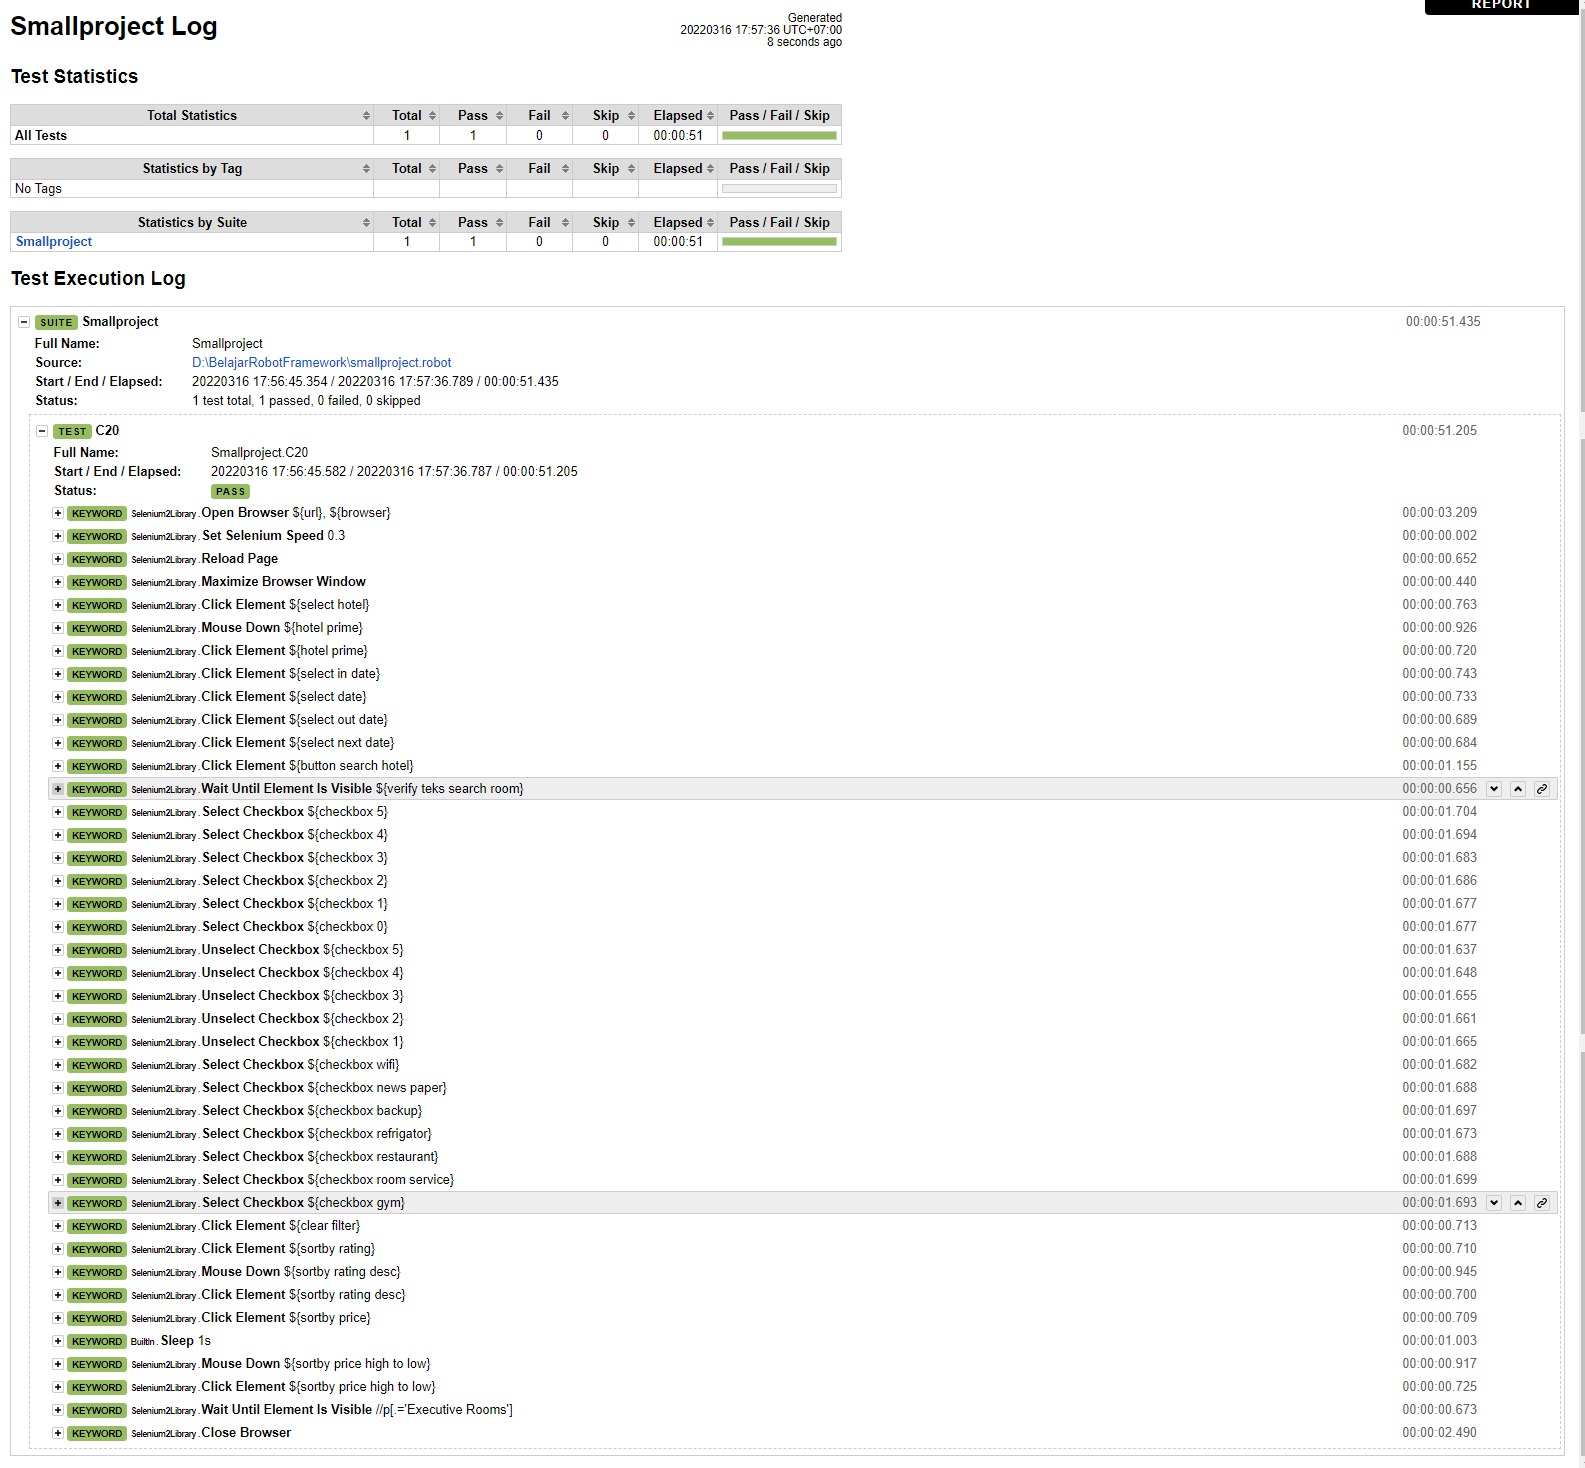 REPORT
Smallproject Log
Generated
20220316 17:57:36 UTC+07:00
8 seconds ago
Test Statistics
Total Statistics Total Pass Fail Skip Elapsed Pass / Fail / Skip
All Tests 1 1 0 0 00:00:51
Statistics by Tag Total Pass Fail Skip Elapsed Pass / Fail / Skip
No Tags
Statistics by Suite Total Pass Fail Skip Elapsed Pass / Fail / Skip
Smallproject 1 1 0 0 00:00:51
Test Execution Log
SUITE Smallproject 00:00:51.435
Full Name: Smallproject
Source: D:\BelajarRobotFramework\smallproject.robot
Start / End / Elapsed: 20220316 17:56:45.354 / 20220316 17:57:36.789 / 00:00:51.435
Status: 1 test total, 1 passed, 0 failed, 0 skipped
TEST C20 00:00:51.205
Full Name: Smallproject.C20
Start / End / Elapsed: 20220316 17:56:45.582 / 20220316 17:57:36.787 / 00:00:51.205
Status: PASS
KEYWORD Selenium2Library. Open Browser ${url}, ${browser} 00:00:03.209
KEYWORD Selenium2Library. Set Selenium Speed 0.3 00:00:00.002
KEYWORD Selenium2Library. Reload Page 00:00:00.652
KEYWORD Selenium2Library. Maximize Browser Window 00:00:00.440
KEYWORD Selenium2Library. Click Element ${select hotel} 00:00:00.763
KEYWORD Selenium2Library. Mouse Down ${hotel prime} 00:00:00.926
KEYWORD Selenium2Library. Click Element ${hotel prime} 00:00:00.720
KEYWORD Selenium2Library. Click Element ${select in date} 00:00:00.743
KEYWORD Selenium2Library. Click Element ${select date} 00:00:00.733
KEYWORD Selenium2Library. Click Element ${select out date} 00:00:00.689
KEYWORD Selenium2Library. Click Element ${select next date} 00:00:00.684
KEYWORD Selenium2Library. Click Element ${button search hotel} 00:00:01.155
KEYWORD Selenium2Library. Wait Until Element Is Visible ${verify teks search room} 00:00:00.656
KEYWORD Selenium2Library. Select Checkbox ${checkbox 5} 00:00:01.704
KEYWORD Selenium2Library. Select Checkbox ${checkbox 4} 00:00:01.694
KEYWORD Selenium2Library. Select Checkbox ${checkbox 3} 00:00:01.683
KEYWORD Selenium2Library. Select Checkbox ${checkbox 2} 00:00:01.686
KEYWORD Selenium2Library. Select Checkbox ${checkbox 1} 00:00:01.677
KEYWORD Selenium2Library. Select Checkbox ${checkbox 0} 00:00:01.677
KEYWORD Selenium2Library. Unselect Checkbox ${checkbox 5} 00:00:01.637
KEYWORD Selenium2Library. Unselect Checkbox ${checkbox 4} 00:00:01.648
KEYWORD Selenium2Library. Unselect Checkbox ${checkbox 3} 00:00:01.655
KEYWORD Selenium2Library. Unselect Checkbox ${checkbox 2} 00:00:01.661
KEYWORD Selenium2Library. Unselect Checkbox ${checkbox 1} 00:00:01.665
KEYWORD Selenium2Library. Select Checkbox ${checkbox wifi} 00:00:01.682
KEYWORD Selenium2Library. Select Checkbox ${checkbox news paper} 00:00:01.688
KEYWORD Selenium2Library. Select Checkbox ${checkbox backup} 00:00:01.697
KEYWORD Selenium2Library. Select Checkbox ${checkbox refrigator} 00:00:01.673
KEYWORD Selenium2Library. Select Checkbox ${checkbox restaurant} 00:00:01.688
KEYWORD Selenium2Library. Select Checkbox ${checkbox room service} 00:00:01.699
KEYWORD Selenium2Library. Select Checkbox ${checkbox gym} 00:00:01.693
KEYWORD Selenium2Library. Click Element ${clear filter} 00:00:00.713
KEYWORD Selenium2Library. Click Element ${sortby rating} 00:00:00.710
KEYWORD Selenium2Library. Mouse Down ${sortby rating desc} 00:00:00.945
KEYWORD Selenium2Library. Click Element ${sortby rating desc} 00:00:00.700
KEYWORD Selenium2Library. Click Element ${sortby price} 00:00:00.709
KEYWORD BuiltIn. Sleep 1s 00:00:01.003
KEYWORD Selenium2Library. Mouse Down ${sortby price high to low} 00:00:00.917
KEYWORD Selenium2Library. Click Element ${sortby price high to low} 00:00:00.725
KEYWORD Selenium2Library. Wait Until Element Is Visible //p[.='Executive Rooms'] 00:00:00.673
KEYWORD Selenium2Library. Close Browser 00:00:02.490